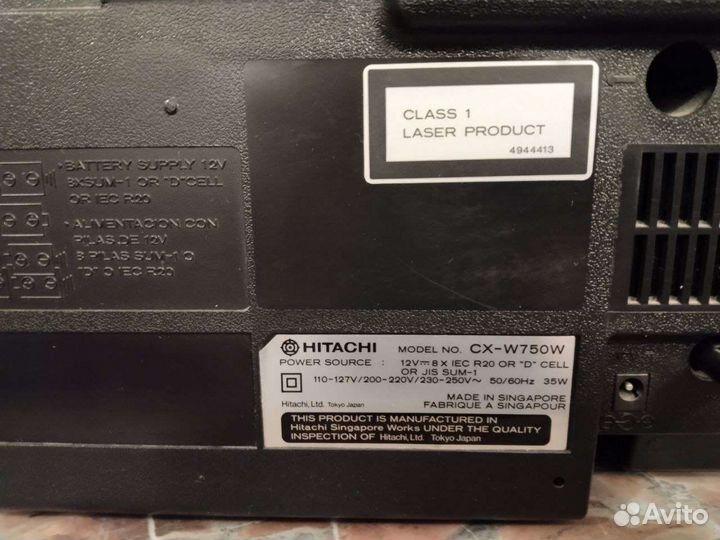 CLASS 1
LASER PRODUCT
4944413
•BATTERY SUPPLY 12V
8XSUM-1 OR "D" CELL
OR IEC R20
•ALIMENTACION CON
PILAS DE 12V
8 PILAS SUM-1 O
"D" O IEC R20
HITACHI MODEL NO. CX-W750W
POWER SOURCE : 12V⎓8 X IEC R20 OR "D" CELL
OR JIS SUM-1
110-127V/200-220V/230-250V～ 50/60Hz 35W
MADE IN SINGAPORE
Hitachi, Ltd. Tokyo Japan FABRIQUE A SINGAPOUR
THIS PRODUCT IS MANUFACTURED IN
Hitachi Singapore Works UNDER THE QUALITY
INSPECTION OF Hitachi, Ltd. Tokyo Japan
Avito